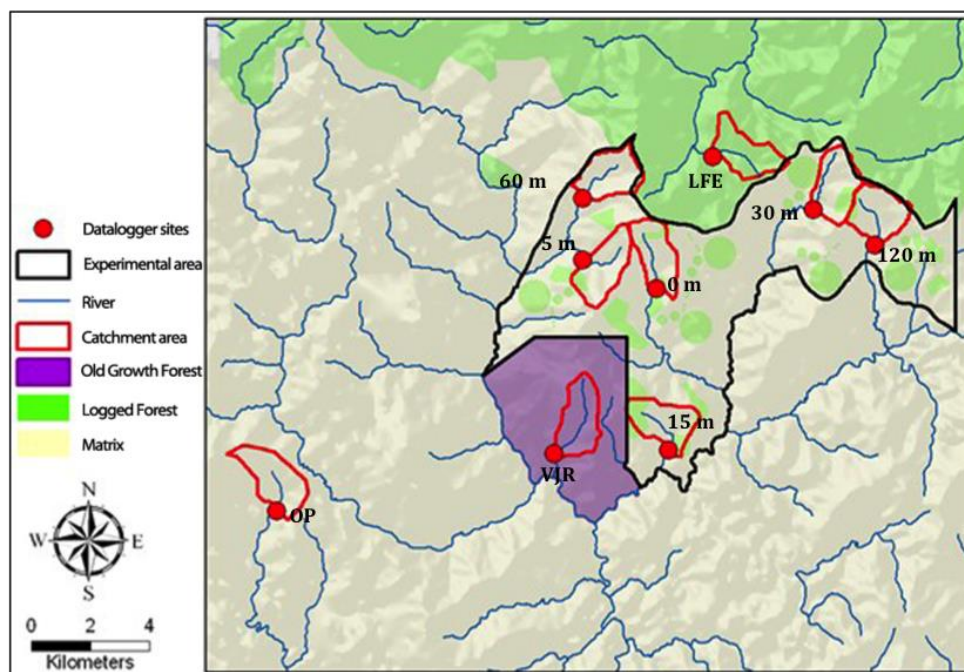 60 m
LFE
30 m
5 m
120 m
0 m
15 m
VJR
OP
Datalogger sites
Experimental area
River
Catchment area
Old Growth Forest
Logged Forest
Matrix
N
W
E
S
0 2 4
Kilometers